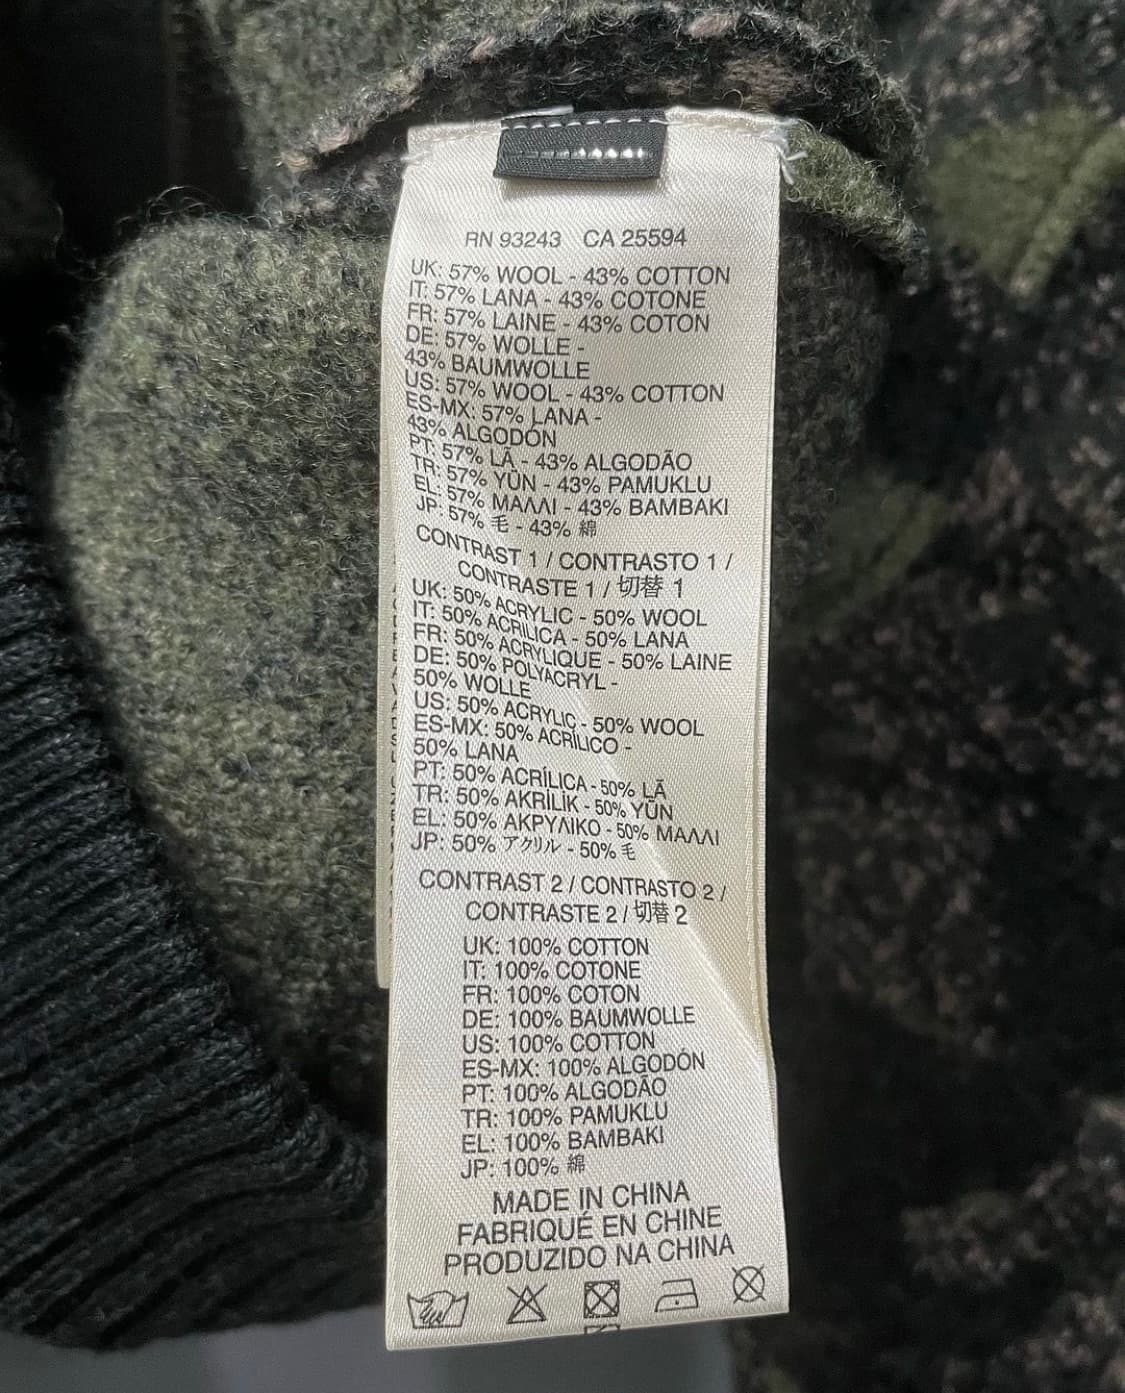 RN 93243 CA 25594
UK: 57% WOOL - 43% COTTON
IT: 57% LANA - 43% COTONE
FR: 57% LAINE - 43% COTON
DE: 57% WOLLE -
43% BAUMWOLLE
US: 57% WOOL - 43% COTTON
ES-MX: 57% LANA -
43% ALGODÓN
PT: 57% LÃ - 43% ALGODÃO
TR: 57% YÜN - 43% PAMUKLU
EL: 57% ΜΑΛΛΙ - 43% ΒΑΜΒΑΚΙ
JP: 57% 毛 - 43% 綿
CONTRAST 1 / CONTRASTO 1 /
CONTRASTE 1 / 切替 1
UK: 50% ACRYLIC - 50% WOOL
IT: 50% ACRILICA - 50% LANA
FR: 50% ACRYLIQUE - 50% LAINE
DE: 50% POLYACRYL -
50% WOLLE
US: 50% ACRYLIC - 50% WOOL
ES-MX: 50% ACRÍLICO -
50% LANA
PT: 50% ACRÍLICA - 50% LÃ
TR: 50% AKRİLİK - 50% YÜN
EL: 50% ΑΚΡΥΛΙΚΟ - 50% ΜΑΛΛΙ
JP: 50% アクリル - 50% 毛
CONTRAST 2 / CONTRASTO 2 /
CONTRASTE 2 / 切替 2
UK: 100% COTTON
IT: 100% COTONE
FR: 100% COTON
DE: 100% BAUMWOLLE
US: 100% COTTON
ES-MX: 100% ALGODÓN
PT: 100% ALGODÃO
TR: 100% PAMUKLU
EL: 100% ΒΑΜΒΑΚΙ
JP: 100% 綿
MADE IN CHINA
FABRIQUÉ EN CHINE
PRODUZIDO NA CHINA